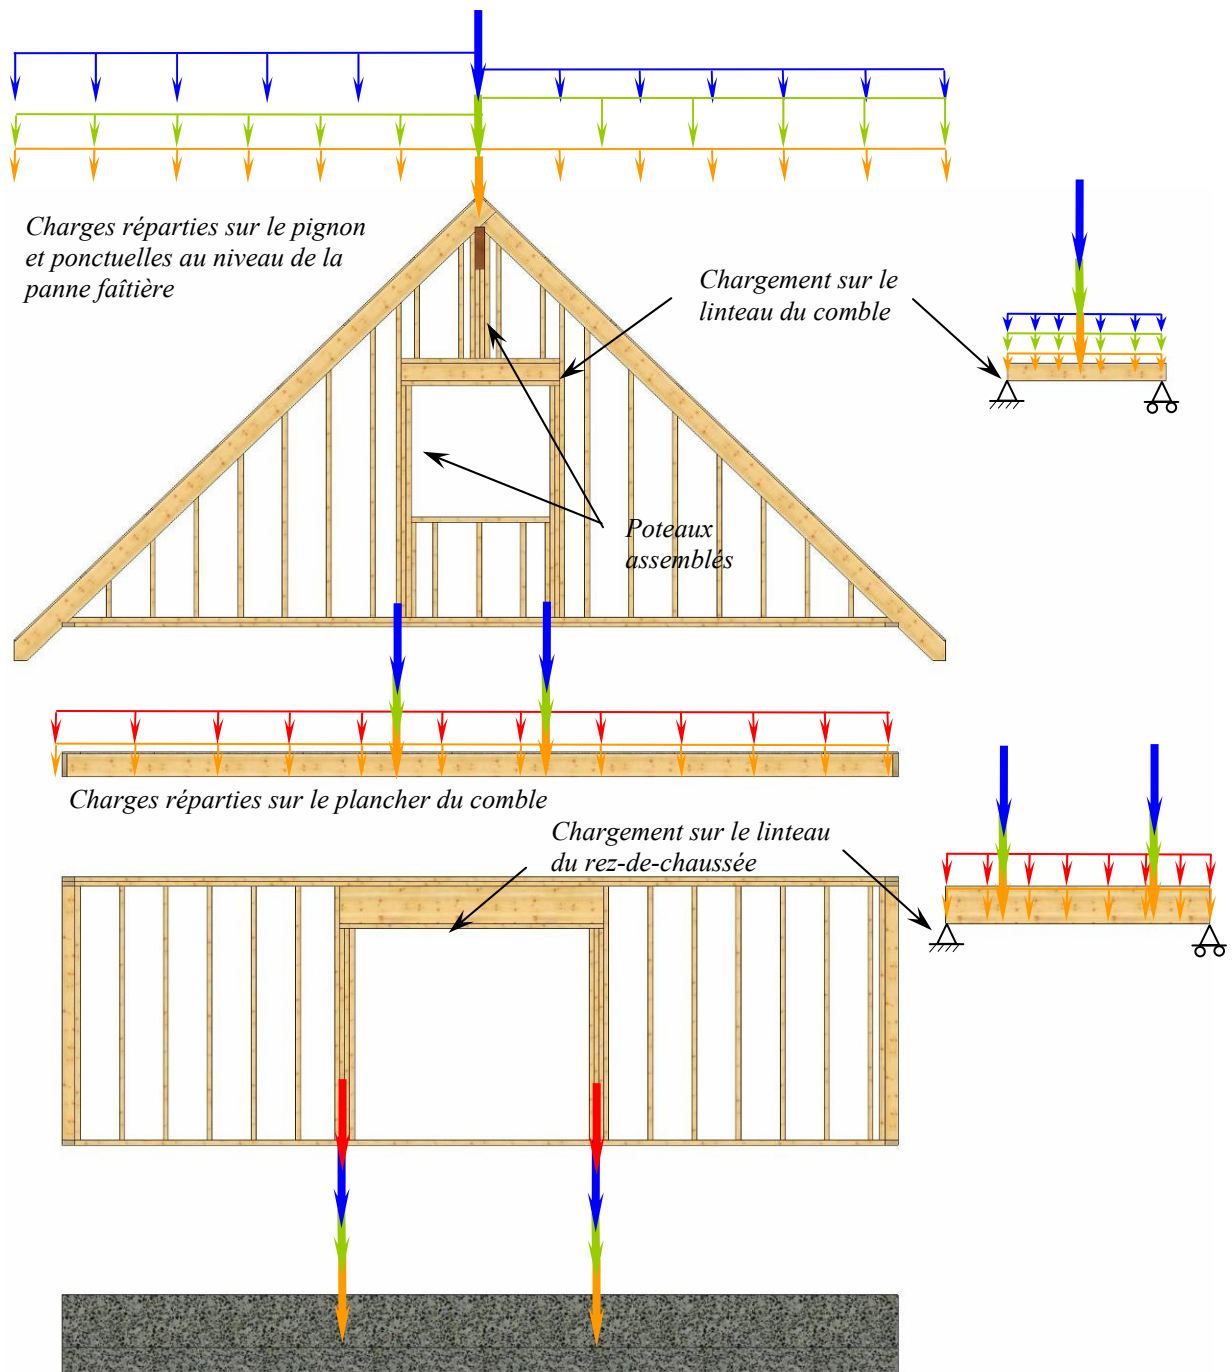 Charges réparties sur le pignon
et ponctuelles au niveau de la
panne faîtière
Chargement sur le
linteau du comble
Poteaux
assemblés
Charges réparties sur le plancher du comble
Chargement sur le linteau
du rez-de-chaussée